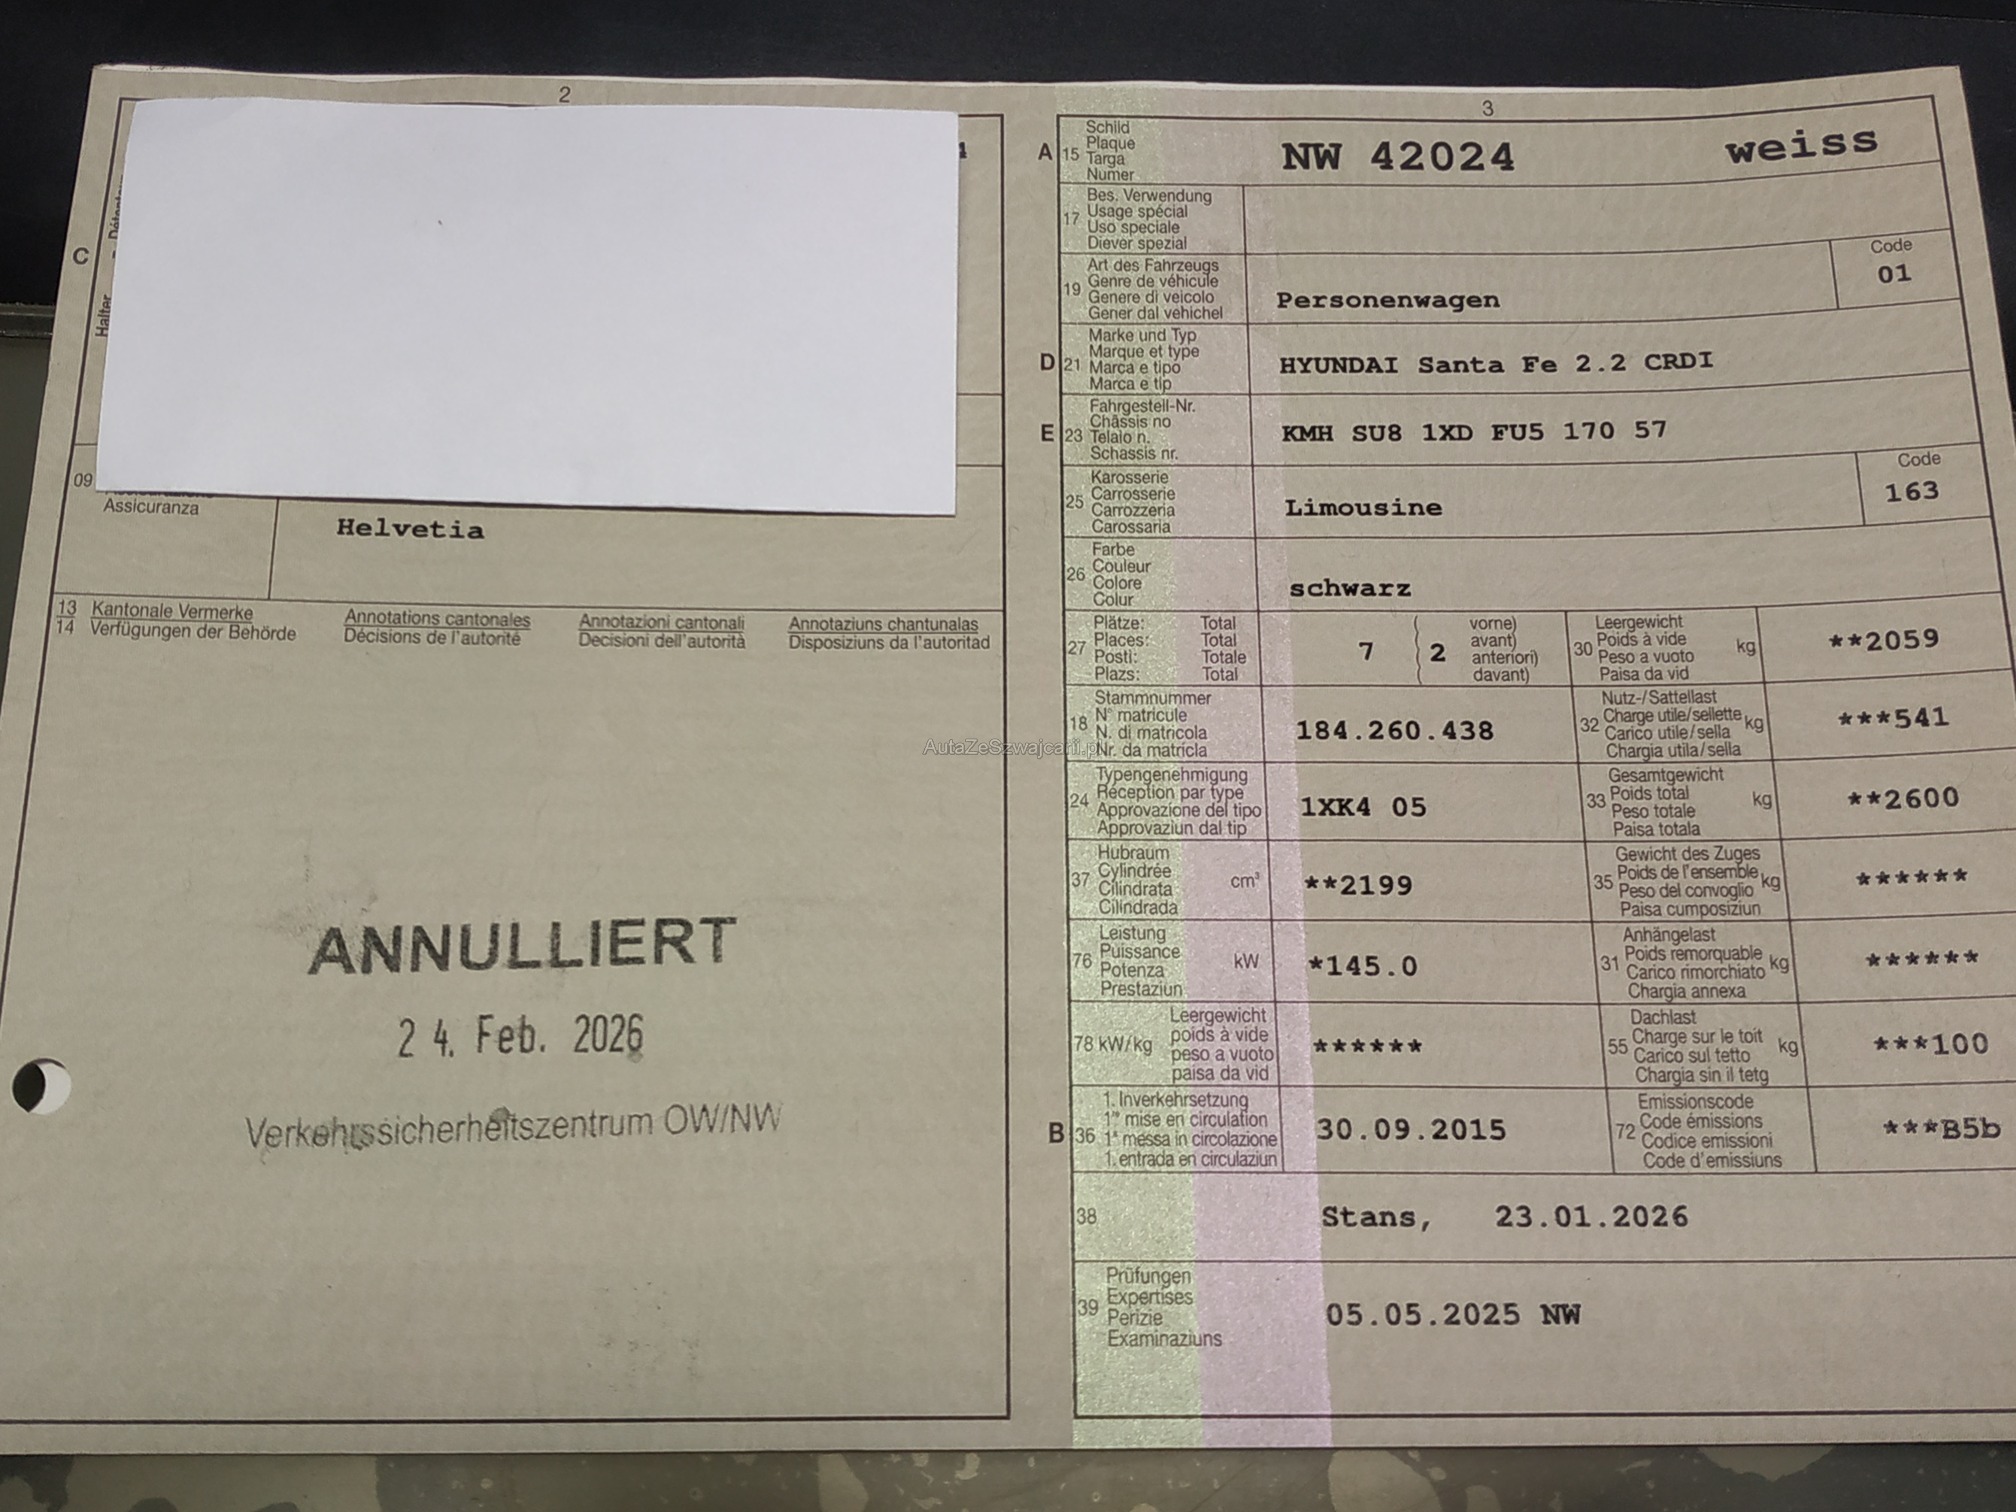 2
C
Halter
09
Assicuranza
Helvetia
13 Kantonale Vermerke Annotations cantonales Annotazioni cantonali Annotaziuns chantunalas
14 Verfügungen der Behörde Décisions de l'autorité Decisioni dell'autorità Disposiziuns da l'autoritad
ANNULLIERT
24. Feb. 2026
Verkehrssicherheitszentrum OW/NW
AutaZeSzwajcarii.pl
3
A 15 Schild
Plaque
Targa
Numer
NW 42024 weiss
17 Bes. Verwendung
Usage spécial
Uso speciale
Diever spezial
19 Art des Fahrzeugs
Genre de véhicule
Genere di veicolo
Gener dal vehichel
Personenwagen
Code
01
D 21 Marke und Typ
Marque et type
Marca e tipo
Marca e tip
HYUNDAI Santa Fe 2.2 CRDI
E 23 Fahrgestell-Nr.
Châssis no
Telaio n.
Schassis nr.
KMH SU8 1XD FU5 170 57
25 Karosserie
Carrosserie
Carrozzeria
Carossaria
Limousine
Code
163
26 Farbe
Couleur
Colore
Colur
schwarz
27 Plätze: Total
Places: Total
Posti: Totale
Plazs: Total
7 ( 2 vorne)
avant)
anteriori)
davant)
30 Leergewicht
Poids à vide
Peso a vuoto
Paisa da vid
kg **2059
18 Stammnummer
N° matricule
N. di matricola
Nr. da matricla
184.260.438
32 Nutz-/Sattellast
Charge utile/sellette
Carico utile/sella
Chargia utila/sella
kg ***541
24 Typengenehmigung
Réception par type
Approvazione del tipo
Approvaziun dal tip
1XK4 05
33 Gesamtgewicht
Poids total
Peso totale
Paisa totala
kg **2600
37 Hubraum
Cylindrée
Cilindrata
Cilindrada
cm³ **2199
35 Gewicht des Zuges
Poids de l'ensemble
Peso del convoglio
Paisa cumposiziun
kg ******
76 Leistung
Puissance
Potenza
Prestaziun
kW *145.0
31 Anhängelast
Poids remorquable
Carico rimorchiato
Chargia annexa
kg ******
78 kW/kg Leergewicht
poids à vide
peso a vuoto
paisa da vid
******
55 Dachlast
Charge sur le toit
Carico sul tetto
Chargia sin il tetg
kg ***100
B 36 1. Inverkehrsetzung
1re mise en circulation
1a messa in circolazione
1. entrada en circulaziun
30.09.2015
72 Emissionscode
Code émissions
Codice emissioni
Code d'emissiuns
***B5b
38 Stans, 23.01.2026
39 Prüfungen
Expertises
Perizie
Examinaziuns
05.05.2025 NW